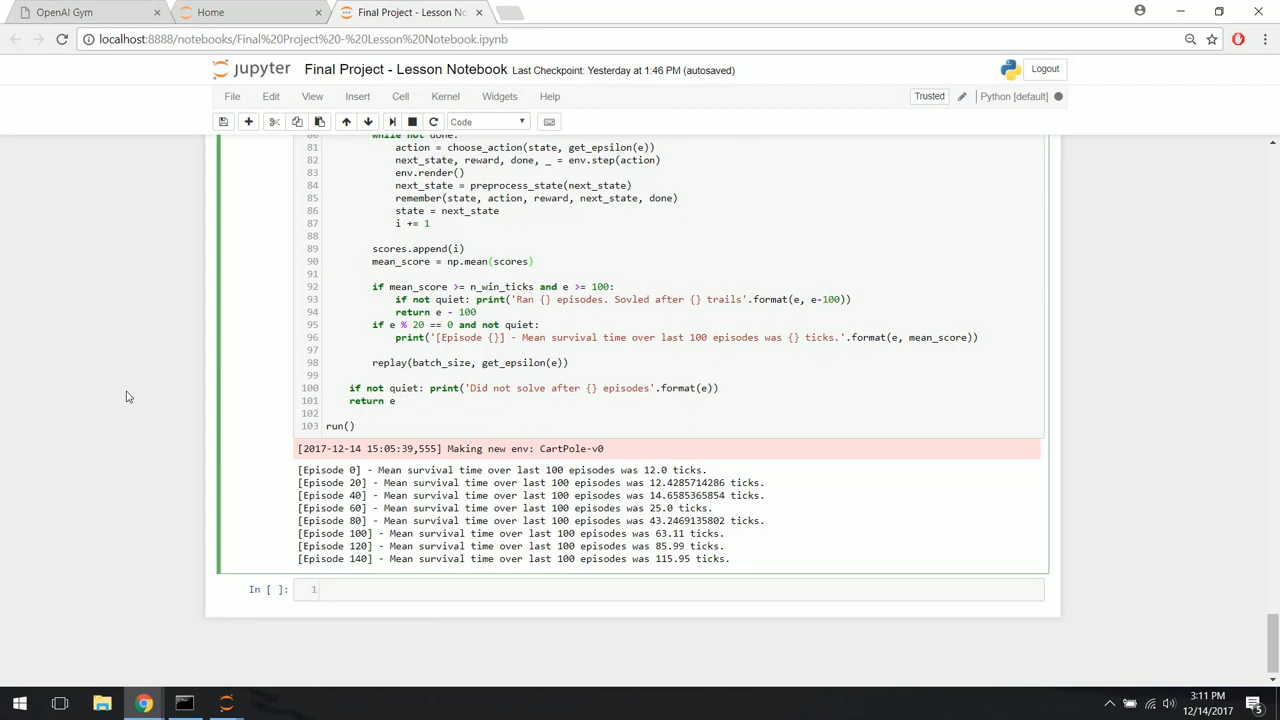 OpenAI Gym
Home
Final Project - Lesson No
localhost:8888/notebooks/Final%20Project%20-%20Lesson%20Notebook.ipynb
jupyter Final Project - Lesson Notebook Last Checkpoint: Yesterday at 1:46 PM (autosaved)
Logout
File Edit View Insert Cell Kernel Widgets Help
Trusted
Python [default]
Code
80 while not done:
81 action = choose_action(state, get_epsilon(e))
82 next_state, reward, done, _ = env.step(action)
83 env.render()
84 next_state = preprocess_state(next_state)
85 remember(state, action, reward, next_state, done)
86 state = next_state
87 i += 1
88
89 scores.append(i)
90 mean_score = np.mean(scores)
91
92 if mean_score >= n_win_ticks and e >= 100:
93 if not quiet: print('Ran {} episodes. Sovled after {} trails'.format(e, e-100))
94 return e - 100
95 if e % 20 == 0 and not quiet:
96 print('[Episode {}] - Mean survival time over last 100 episodes was {} ticks.'.format(e, mean_score))
97
98 replay(batch_size, get_epsilon(e))
99
100 if not quiet: print('Did not solve after {} episodes'.format(e))
101 return e
102
103 run()
[2017-12-14 15:05:39,555] Making new env: CartPole-v0
[Episode 0] - Mean survival time over last 100 episodes was 12.0 ticks.
[Episode 20] - Mean survival time over last 100 episodes was 12.4285714286 ticks.
[Episode 40] - Mean survival time over last 100 episodes was 14.6585365854 ticks.
[Episode 60] - Mean survival time over last 100 episodes was 25.0 ticks.
[Episode 80] - Mean survival time over last 100 episodes was 43.2469135802 ticks.
[Episode 100] - Mean survival time over last 100 episodes was 63.11 ticks.
[Episode 120] - Mean survival time over last 100 episodes was 85.99 ticks.
[Episode 140] - Mean survival time over last 100 episodes was 115.95 ticks.
In [ ]: 1
3:11 PM
12/14/2017
5